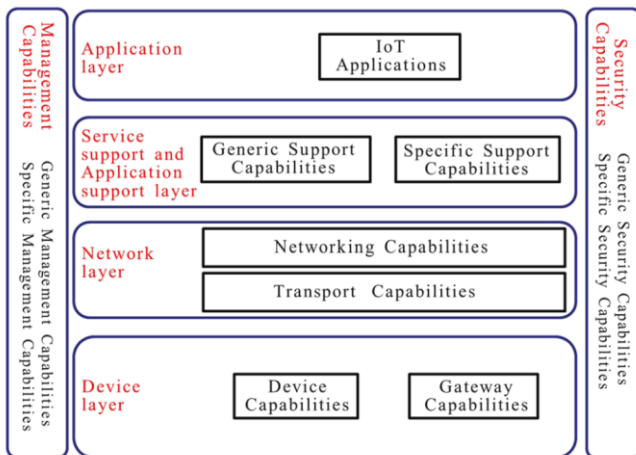 Management
Capabilities
Generic Management Capabilities
Specific Management Capabilities
Application
layer
IoT
Applications
Service
support and
Application
support layer
Generic Support
Capabilities
Specific Support
Capabilities
Network
layer
Networking Capabilities
Transport Capabilities
Device
layer
Device
Capabilities
Gateway
Capabilities
Security
Capabilities
Generic Security Capabilities
Specific Security Capabilities